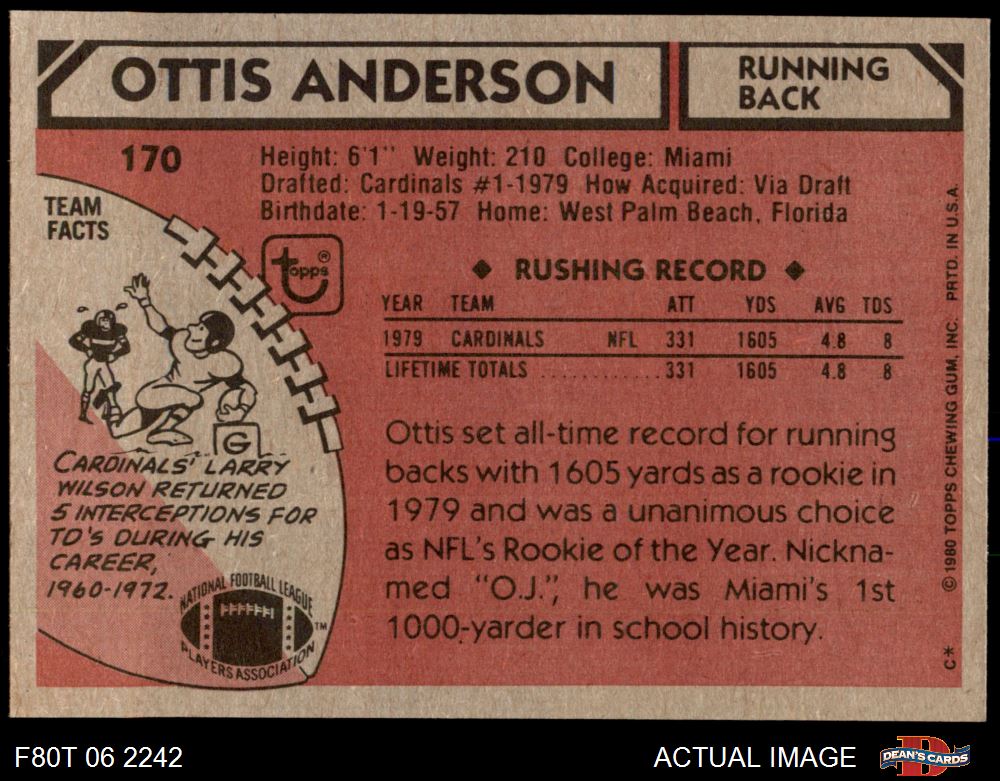 OTTIS ANDERSON
RUNNING
BACK
170
Height: 6'1" Weight: 210 College: Miami
Drafted: Cardinals #1-1979 How Acquired: Via Draft
Birthdate: 1-19-57 Home: West Palm Beach, Florida
TEAM
FACTS
topps®
◆ RUSHING RECORD ◆
YEAR TEAM ATT YDS AVG TDS
1979 CARDINALS NFL 331 1605 4.8 8
LIFETIME TOTALS ............ 331 1605 4.8 8
G
CARDINALS' LARRY
WILSON RETURNED
5 INTERCEPTIONS FOR
TD'S DURING HIS
CAREER,
1960-1972.
NATIONAL FOOTBALL LEAGUE
PLAYERS ASSOCIATION
TM
Ottis set all-time record for running
backs with 1605 yards as a rookie in
1979 and was a unanimous choice
as NFL's Rookie of the Year. Nickna-
med "O.J.", he was Miami's 1st
1000-yarder in school history.
© 1980 TOPPS CHEWING GUM, INC. PRTD. IN U.S.A.
C*
F80T 06 2242
ACTUAL IMAGE
D
DEAN'S CARDS